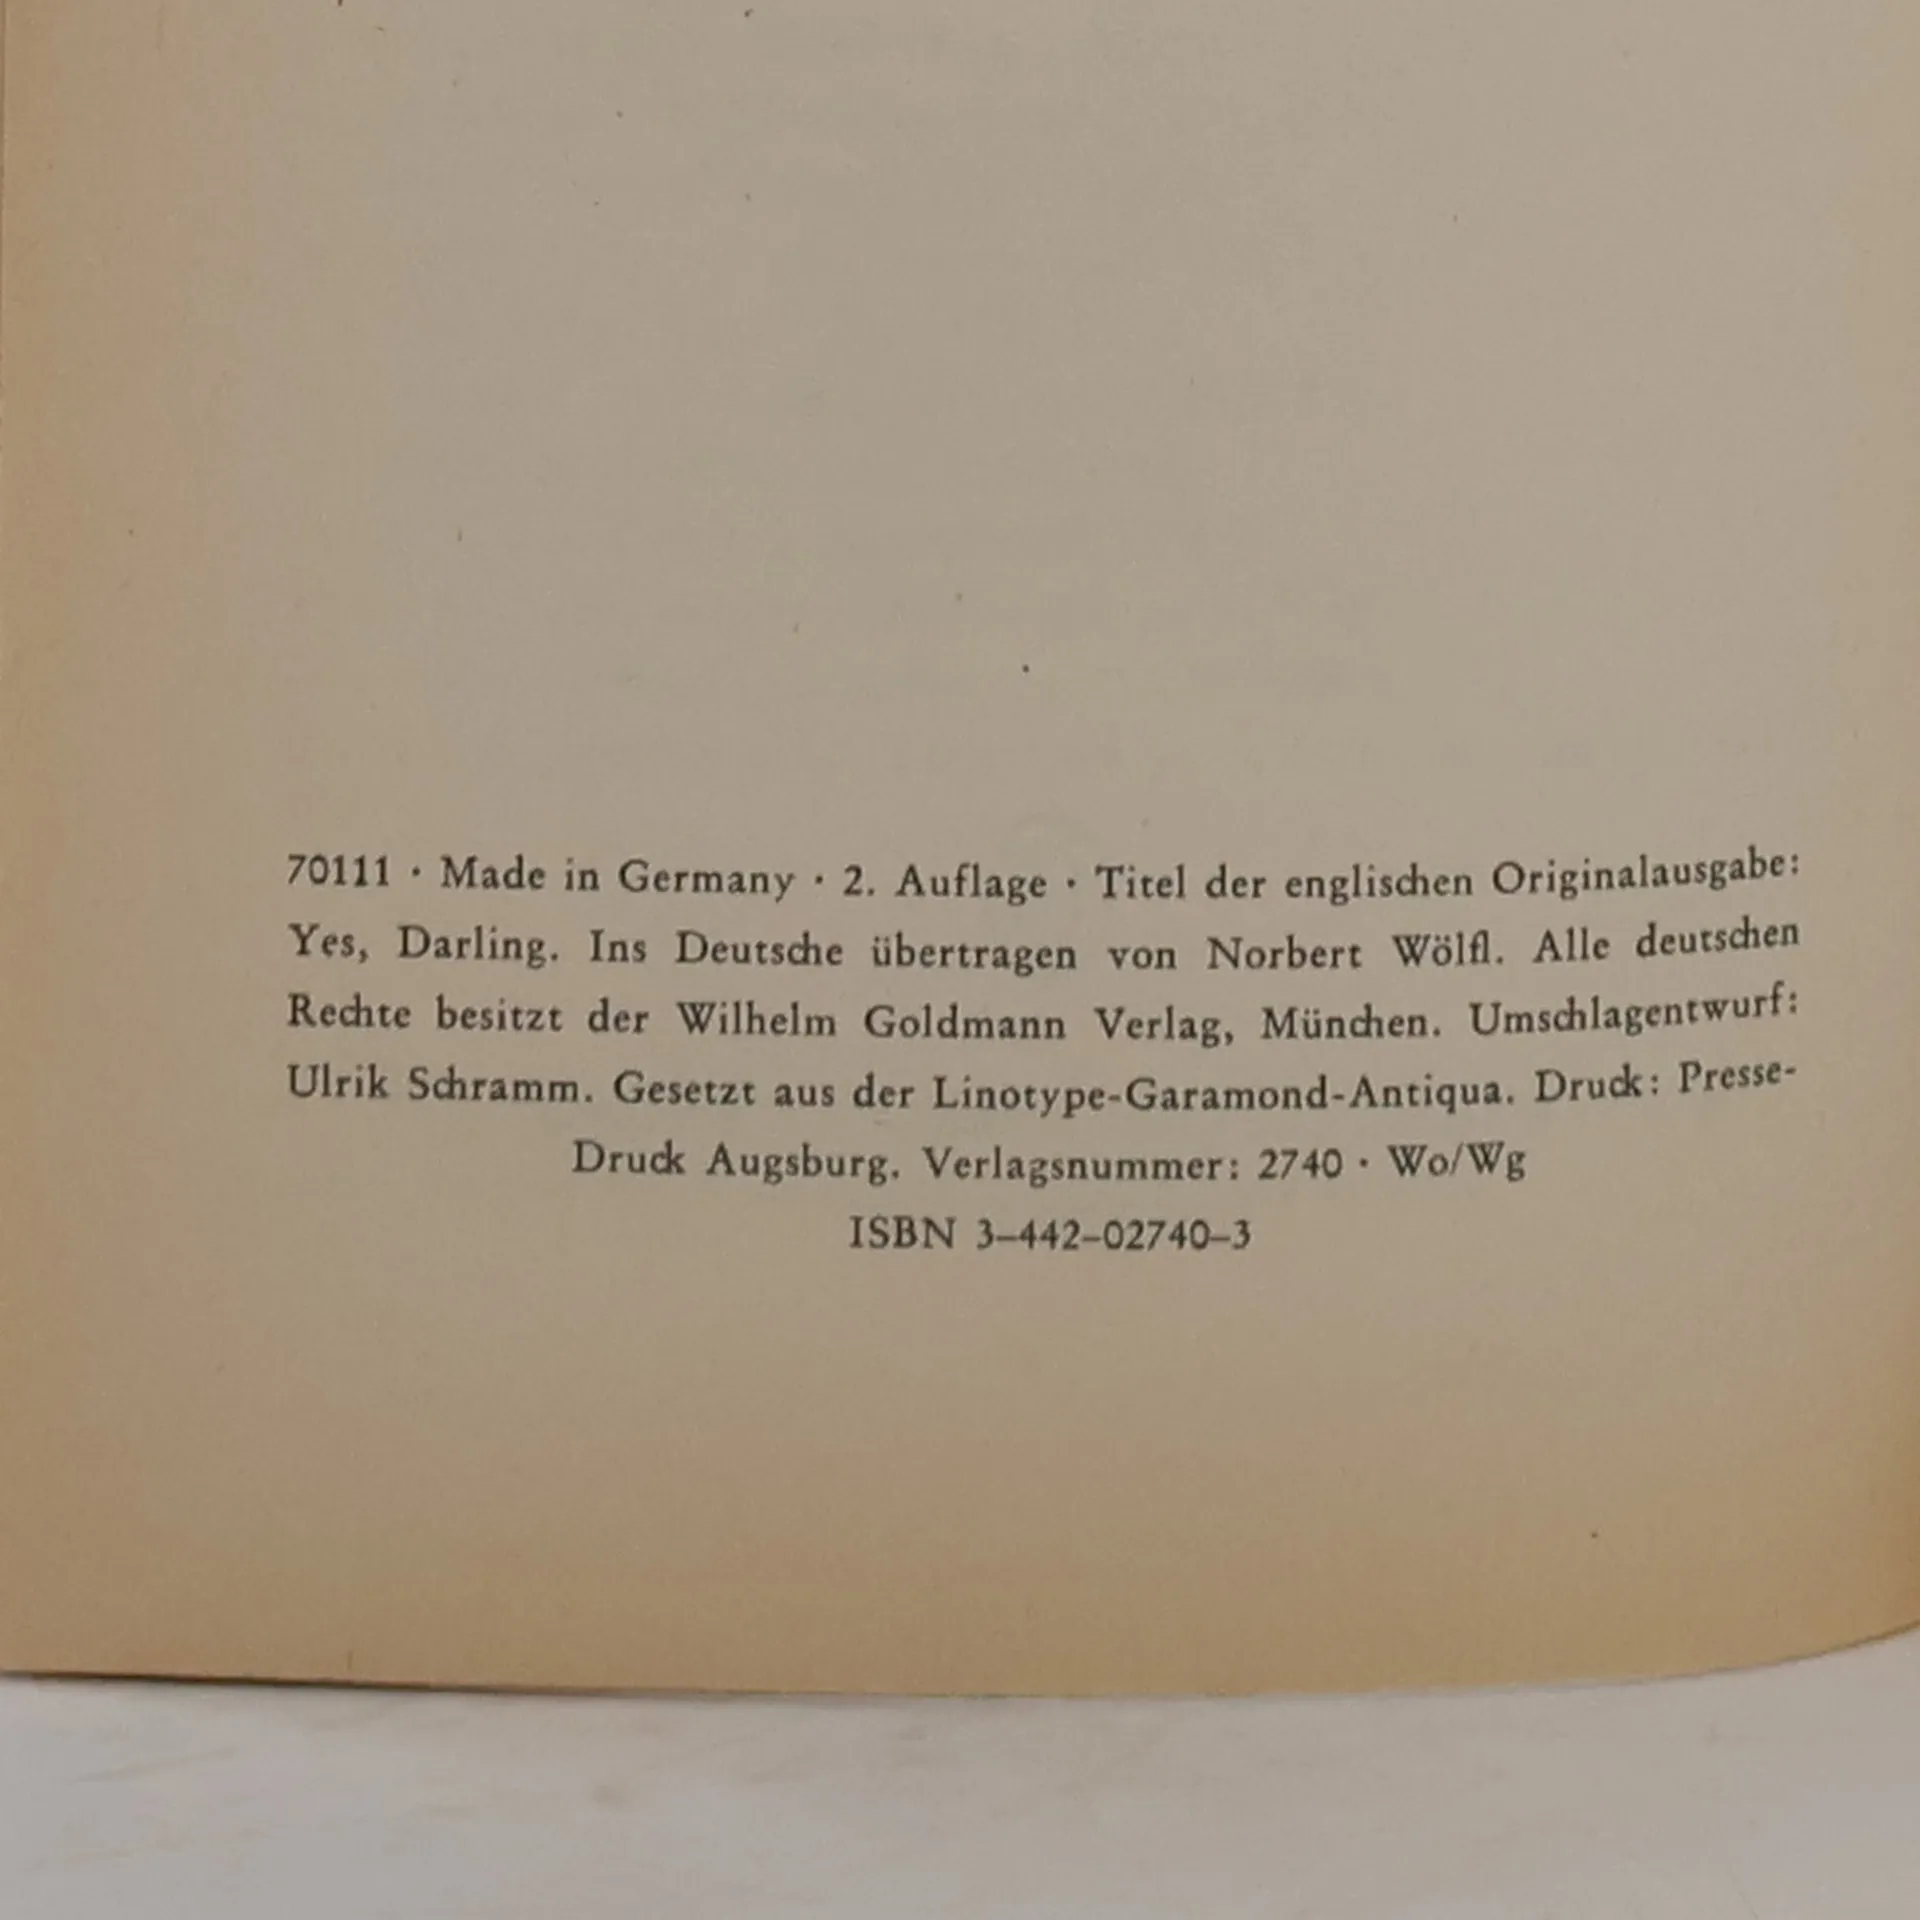 70111 · Made in Germany · 2. Auflage · Titel der englischen Originalausgabe:
Yes, Darling. Ins Deutsche übertragen von Norbert Wölfl. Alle deutschen
Rechte besitzt der Wilhelm Goldmann Verlag, München. Umschlagentwurf:
Ulrik Schramm. Gesetzt aus der Linotype-Garamond-Antiqua. Druck: Presse-
Druck Augsburg. Verlagsnummer: 2740 · Wo/Wg
ISBN 3–442–02740–3